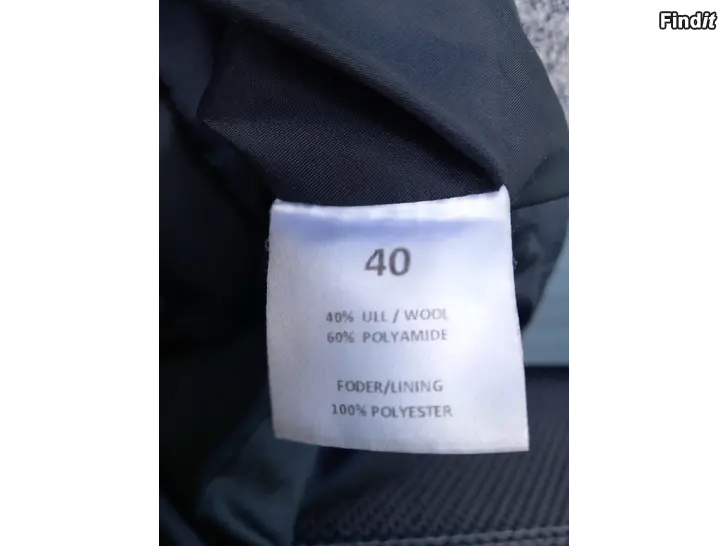 Findit
40
40% ULL / WOOL
60% POLYAMIDE
FODER/LINING
100% POLYESTER